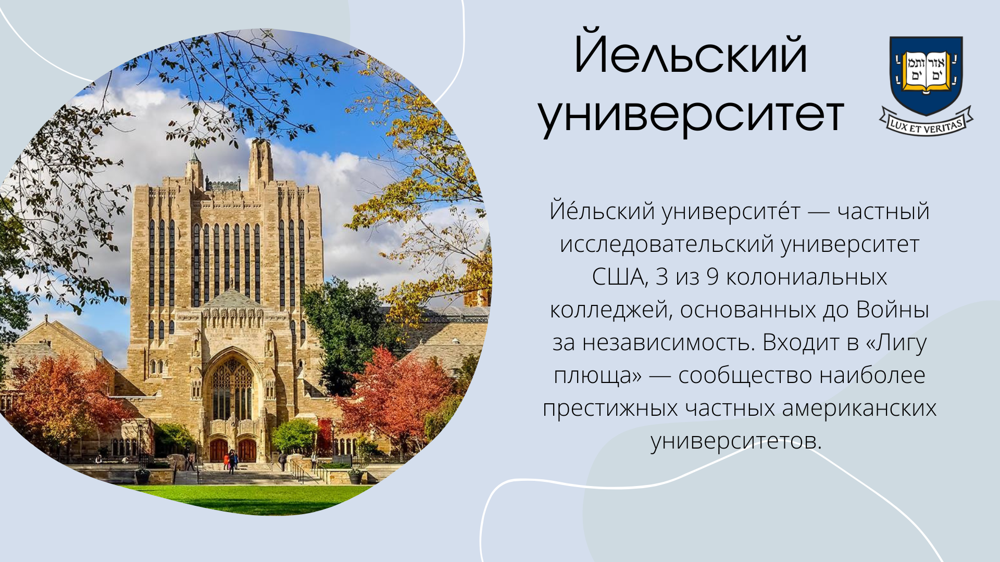 Йельский
университет
אורים
ותמים
LUX ET VERITAS
Йе́льский университе́т — частный
исследовательский университет
США, 3 из 9 колониальных
колледжей, основанных до Войны
за независимость. Входит в «Лигу
плюща» — сообщество наиболее
престижных частных американских
университетов.